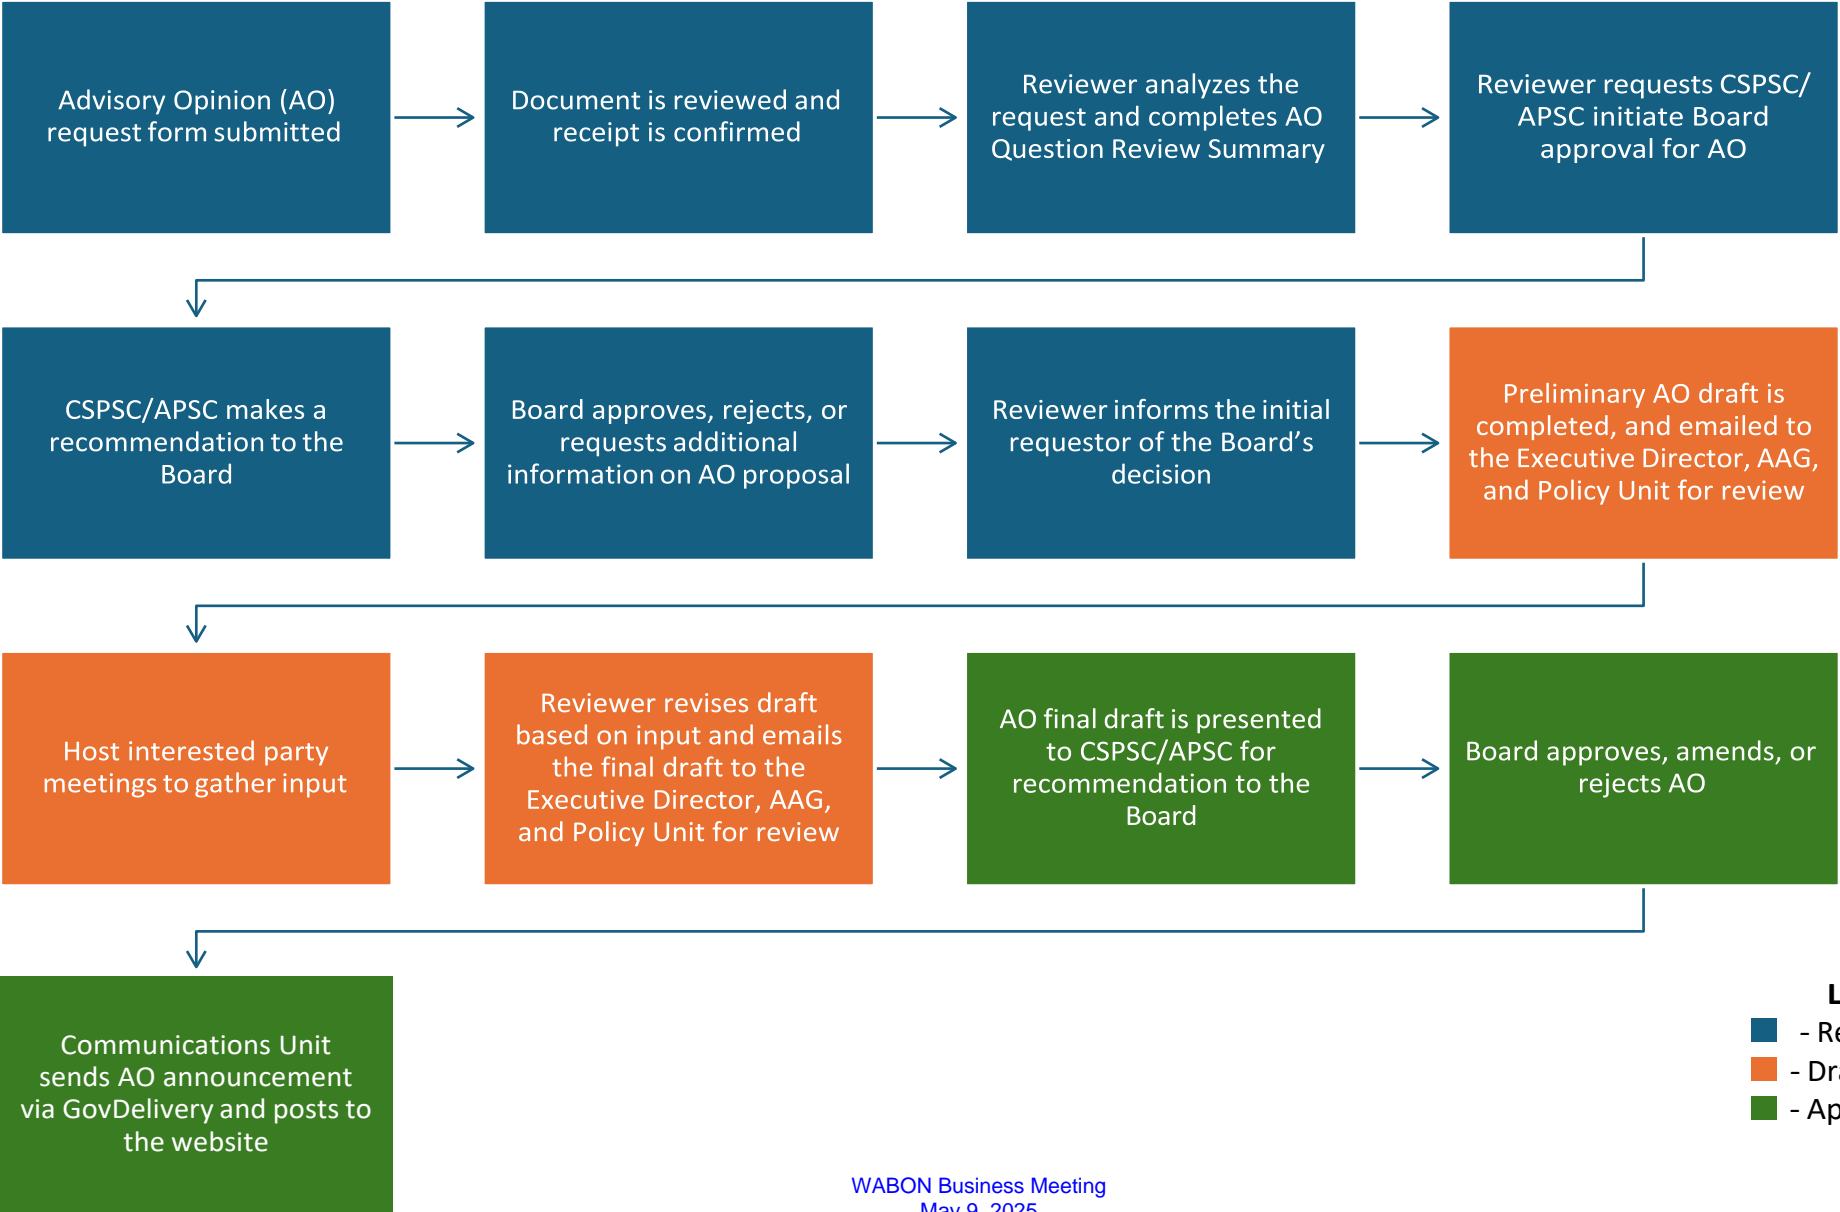 Advisory Opinion (AO)
request form submitted
Document is reviewed and
receipt is confirmed
Reviewer analyzes the
request and completes AO
Question Review Summary
Reviewer requests CSPSC/
APSC initiate Board
approval for AO
CSPSC/APSC makes a
recommendation to the
Board
Board approves, rejects, or
requests additional
information on AO proposal
Reviewer informs the initial
requestor of the Board’s
decision
Preliminary AO draft is
completed, and emailed to
the Executive Director, AAG,
and Policy Unit for review
Host interested party
meetings to gather input
Reviewer revises draft
based on input and emails
the final draft to the
Executive Director, AAG,
and Policy Unit for review
AO final draft is presented
to CSPSC/APSC for
recommendation to the
Board
Board approves, amends, or
rejects AO
Communications Unit
sends AO announcement
via GovDelivery and posts to
the website
WABON Business Meeting
May 9, 2025